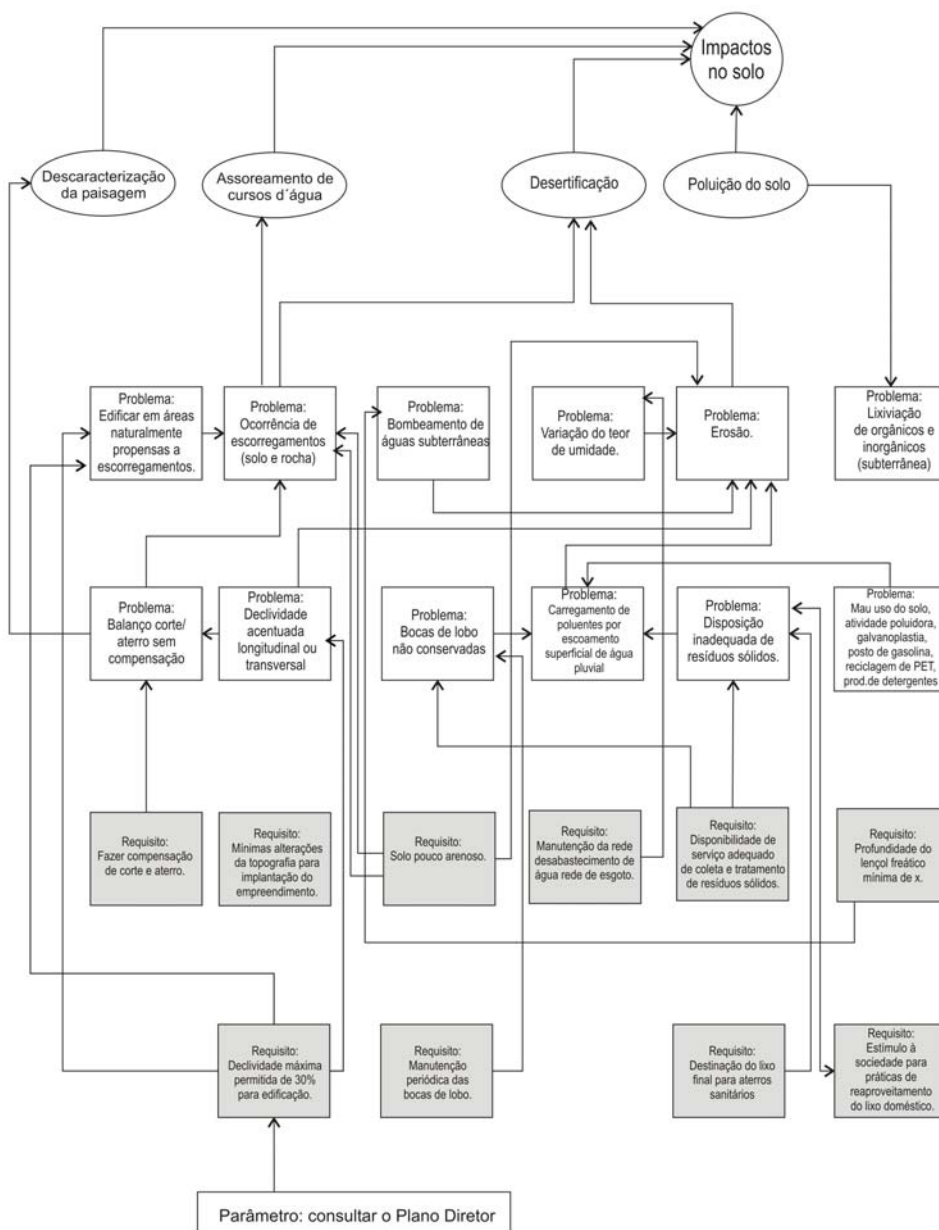 Impactos
no solo
Descaracterização
da paisagem
Assoreamento de
cursos d´água
Desertificação
Poluição do solo
Problema:
Edificar em áreas
naturalmente
propensas a
escorregamentos.
Problema:
Ocorrência de
escorregamentos
(solo e rocha)
Problema:
Bombeamento de
águas subterrâneas
Problema:
Variação do teor
de umidade.
Problema:
Erosão.
Problema:
Lixiviação
de orgânicos e
inorgânicos
(subterrânea)
Problema:
Balanço corte/
aterro sem
compensação
Problema:
Declividade
acentuada
longitudinal ou
transversal
Problema:
Bocas de lobo
não conservadas
Problema:
Carregamento de
poluentes por
escoamento
superficial de água
pluvial
Problema:
Disposição
inadequada de
resíduos sólidos.
Problema:
Mau uso do solo,
atividade poluidora,
galvanoplastia,
posto de gasolina,
reciclagem de PET,
prod.de detergentes
Requisito:
Fazer compensação
de corte e aterro.
Requisito:
Mínimas alterações
da topografia para
implantação do
empreendimento.
Requisito:
Solo pouco arenoso.
Requisito:
Manutenção da rede
desabastecimento de
água rede de esgoto.
Requisito:
Disponibilidade de
serviço adequado
de coleta e tratamento
de resíduos sólidos.
Requisito:
Profundidade do
lençol freático
mínima de x.
Requisito:
Declividade máxima
permitida de 30%
para edificação.
Requisito:
Manutenção
periódica das
bocas de lobo.
Requisito:
Destinação do lixo
final para aterros
sanitários
Requisito:
Estímulo à
sociedade para
práticas de
reaproveitamento
do lixo doméstico.
Parâmetro: consultar o Plano Diretor